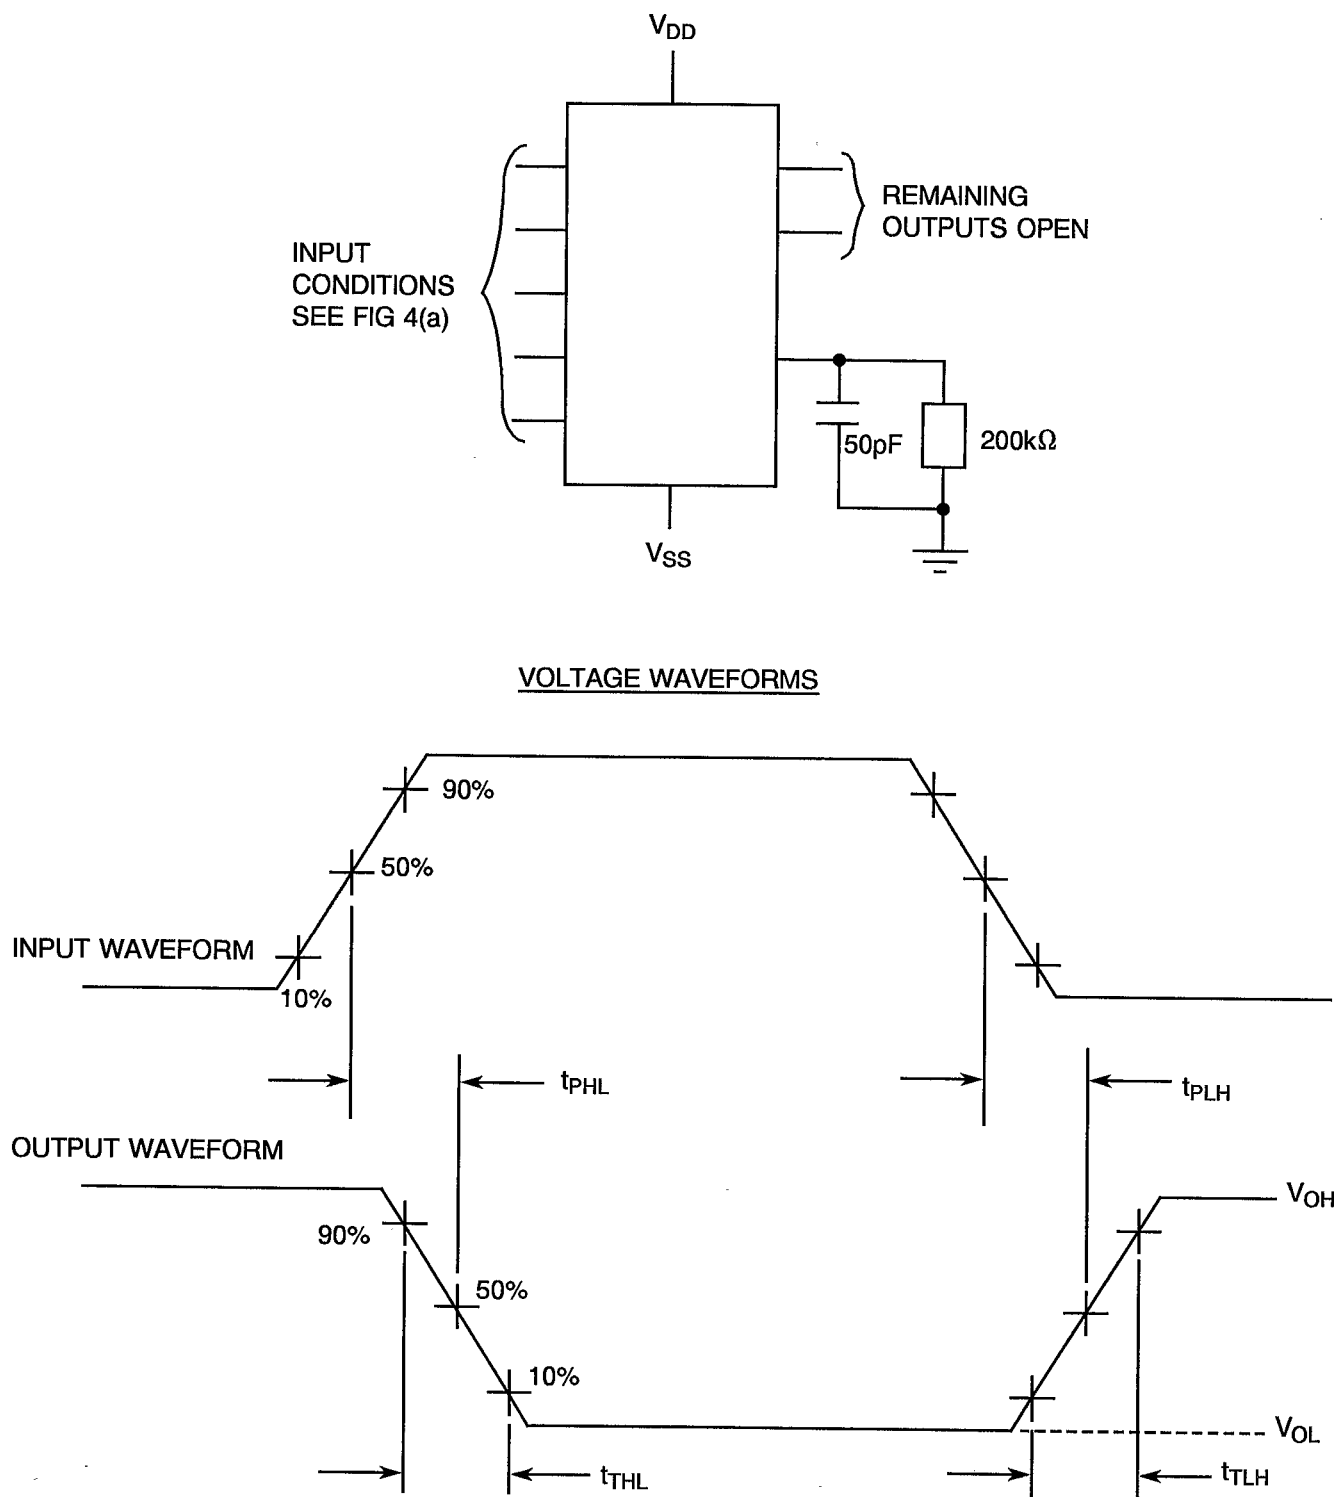 VDD
REMAINING
OUTPUTS OPEN
INPUT
CONDITIONS
SEE FIG 4(a)
50pF
200kΩ
VSS
VOLTAGE WAVEFORMS
90%
50%
INPUT WAVEFORM
10%
tPHL
tPLH
OUTPUT WAVEFORM
VOH
90%
50%
10%
VOL
tTHL
tTLH